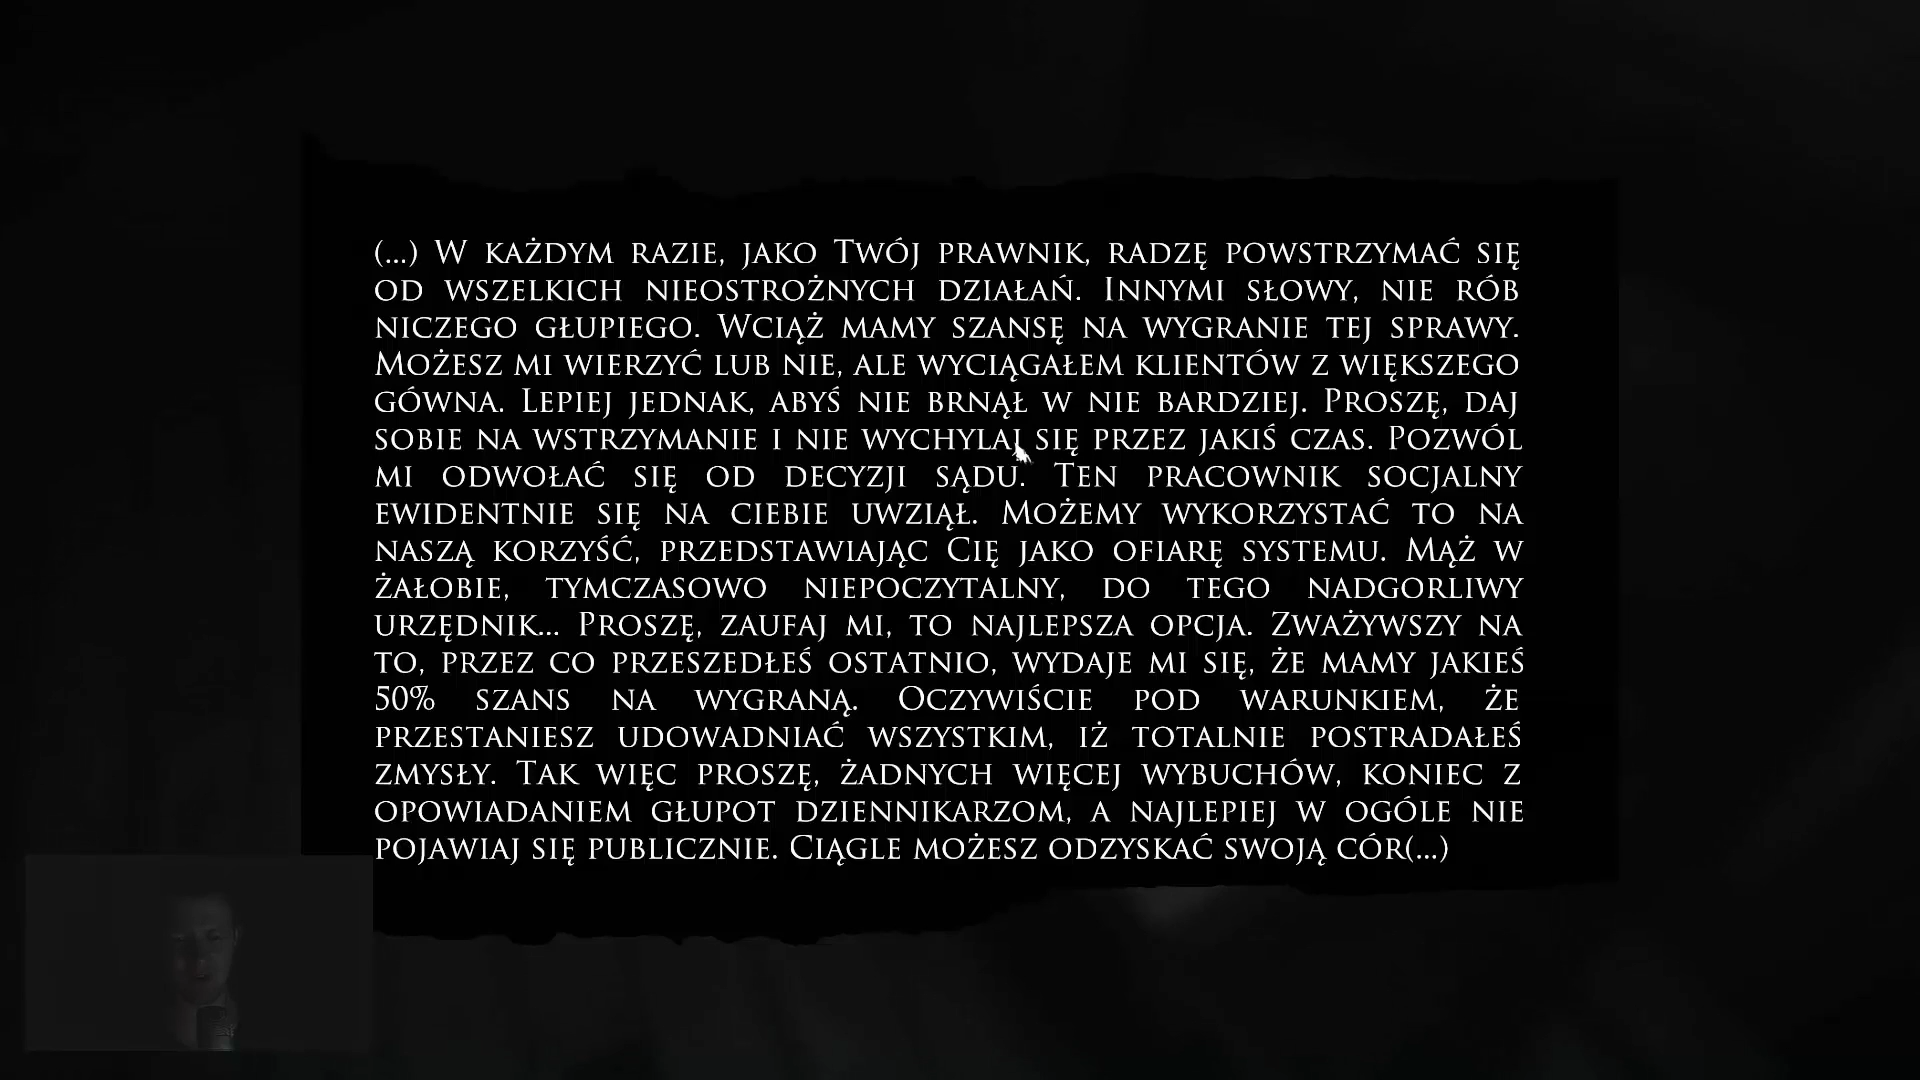 (...) W każdym razie, jako Twój prawnik, radzę powstrzymać się
od wszelkich nieostrożnych działań. Innymi słowy, nie rób
niczego głupiego. Wciąż mamy szansę na wygranie tej sprawy.
Możesz mi wierzyć lub nie, ale wyciągałem klientów z większego
gówna. Lepiej jednak, abyś nie brnął w nie bardziej. Proszę, daj
sobie na wstrzymanie i nie wychylaj się przez jakiś czas. Pozwól
mi odwołać się od decyzji sądu. Ten pracownik socjalny
ewidentnie się na ciebie uwziął. Możemy wykorzystać to na
naszą korzyść, przedstawiając Cię jako ofiarę systemu. Mąż w
żałobie, tymczasowo niepoczytalny, do tego nadgorliwy
urzędnik... Proszę, zaufaj mi, to najlepsza opcja. Zważywszy na
to, przez co przeszedłeś ostatnio, wydaje mi się, że mamy jakieś
50% szans na wygraną. Oczywiście pod warunkiem, że
przestaniesz udowadniać wszystkim, iż totalnie postradałeś
zmysły. Tak więc proszę, żadnych więcej wybuchów, koniec z
opowiadaniem głupot dziennikarzom, a najlepiej w ogóle nie
pojawiaj się publicznie. Ciągle możesz odzyskać swoją cór(...)